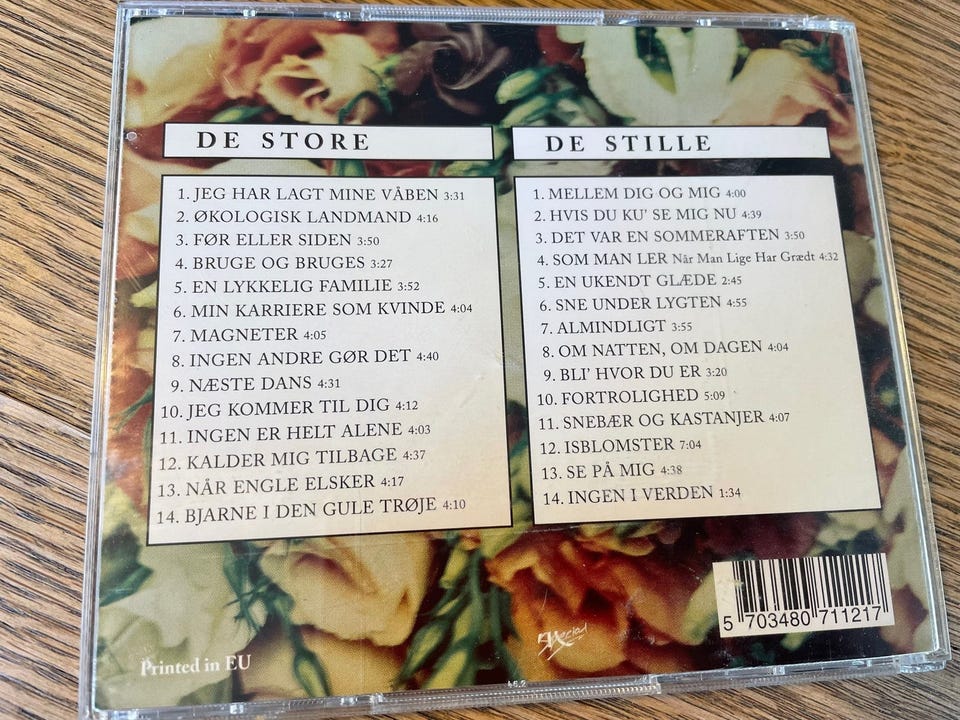 DE STORE
1. JEG HAR LAGT MINE VÅBEN 3:31
2. ØKOLOGISK LANDMAND 4:16
3. FØR ELLER SIDEN 3:50
4. BRUGE OG BRUGES 3:27
5. EN LYKKELIG FAMILIE 3:52
6. MIN KARRIERE SOM KVINDE 4:04
7. MAGNETER 4:05
8. INGEN ANDRE GØR DET 4:40
9. NÆSTE DANS 4:31
10. JEG KOMMER TIL DIG 4:12
11. INGEN ER HELT ALENE 4:03
12. KALDER MIG TILBAGE 4:37
13. NÅR ENGLE ELSKER 4:17
14. BJARNE I DEN GULE TRØJE 4:10
DE STILLE
1. MELLEM DIG OG MIG 4:00
2. HVIS DU KU' SE MIG NU 4:39
3. DET VAR EN SOMMERAFTEN 3:50
4. SOM MAN LER Når Man Lige Har Grædt 4:32
5. EN UKENDT GLÆDE 2:45
6. SNE UNDER LYGTEN 4:55
7. ALMINDLIGT 3:55
8. OM NATTEN, OM DAGEN 4:04
9. BLI' HVOR DU ER 3:20
10. FORTROLIGHED 5:09
11. SNEBÆR OG KASTANJER 4:07
12. ISBLOMSTER 7:04
13. SE PÅ MIG 4:38
14. INGEN I VERDEN 1:34
5 703480 711217
Printed in EU